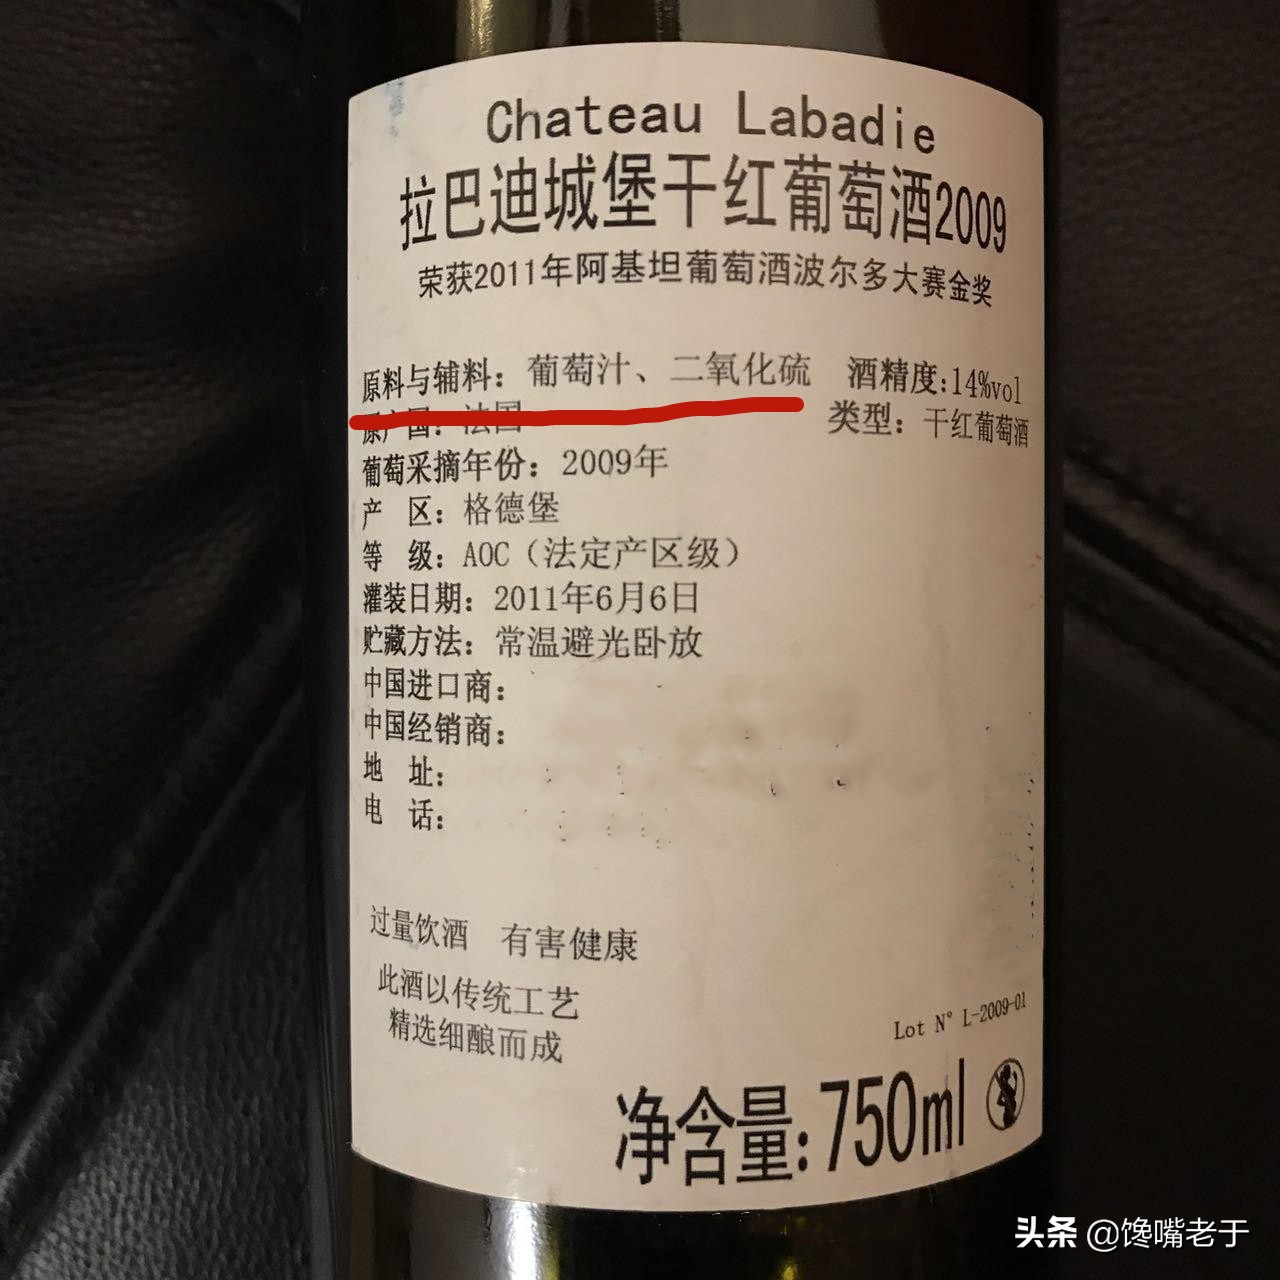 Chateau Labadie
拉巴迪城堡干红葡萄酒2009
荣获2011年阿基坦葡萄酒波尔多大赛金奖
原料与辅料：葡萄汁、二氧化硫 酒精度:14%vol
原产国：法国 类型：干红葡萄酒
葡萄采摘年份：2009年
产 区：格德堡
等 级：AOC（法定产区级）
灌装日期：2011年6月6日
贮藏方法：常温避光卧放
中国进口商：
中国经销商：
地 址：
电 话：
过量饮酒 有害健康
此酒以传统工艺
精选细酿而成
Lot N° L-2009-01
净含量:750ml
头条 @馋嘴老于